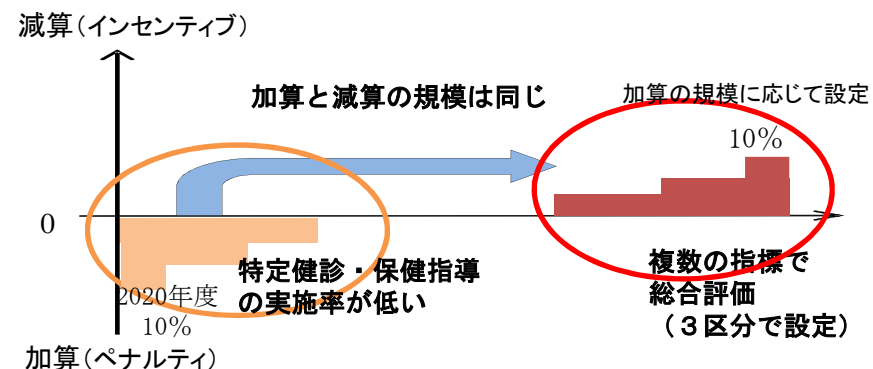 減算（インセンティブ）
加算と減算の規模は同じ
加算の規模に応じて設定
10%
0
特定健診・保健指導
の実施率が低い
2020年度
10%
複数の指標で
総合評価
（３区分で設定）
加算（ペナルティ）